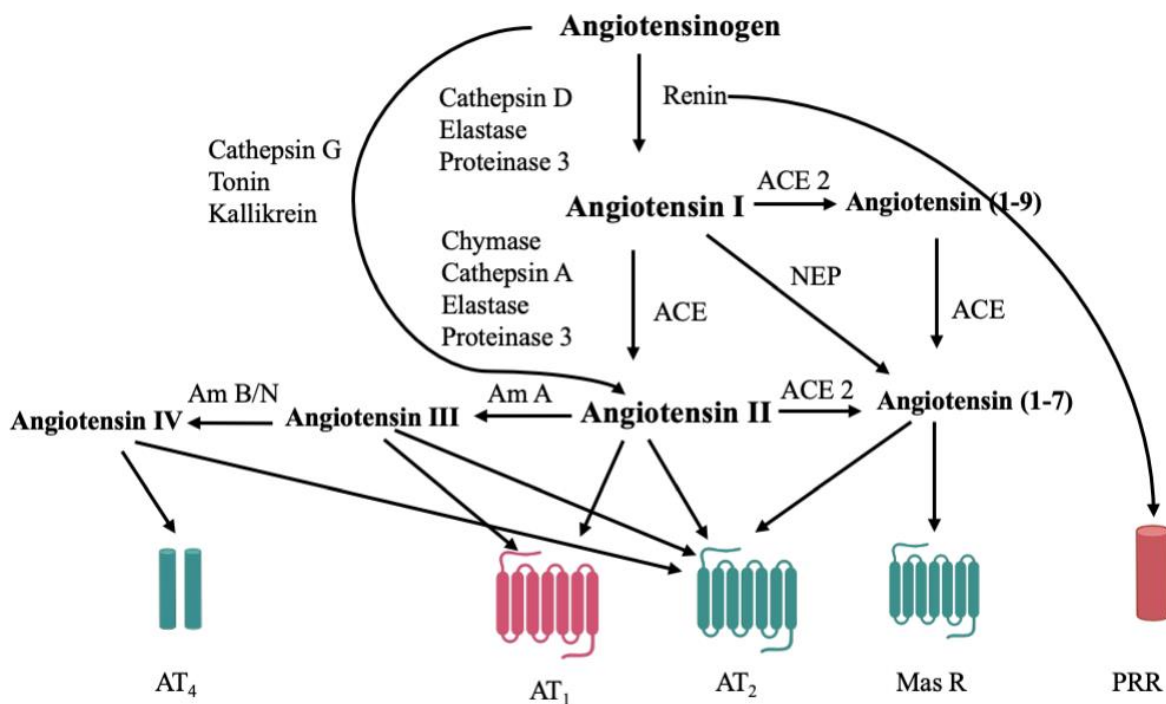 Angiotensinogen
Cathepsin D
Elastase
Proteinase 3
Renin
Cathepsin G
Tonin
Kallikrein
Angiotensin I
ACE 2
Angiotensin (1-9)
Chymase
Cathepsin A
Elastase
Proteinase 3
ACE
NEP
ACE
Angiotensin IV
Am B/N
Angiotensin III
Am A
Angiotensin II
ACE 2
Angiotensin (1-7)
AT₄
AT₁
AT₂
Mas R
PRR